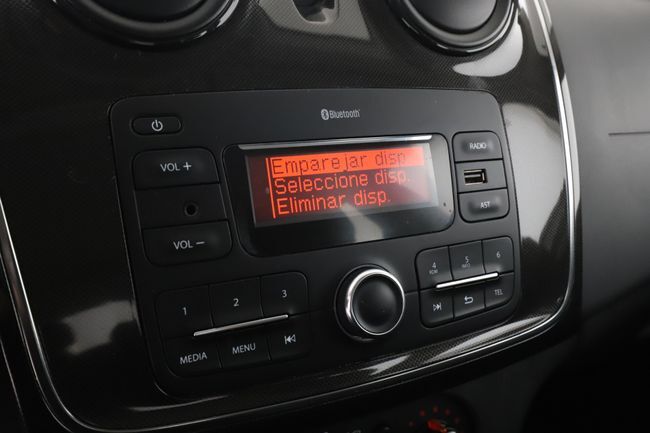 Bluetooth
VOL +
VOL –
Emparejar disp
Seleccione disp.
Eliminar disp.
RADIO
AST
1
2
3
MEDIA
MENU
4
5
6
TEL